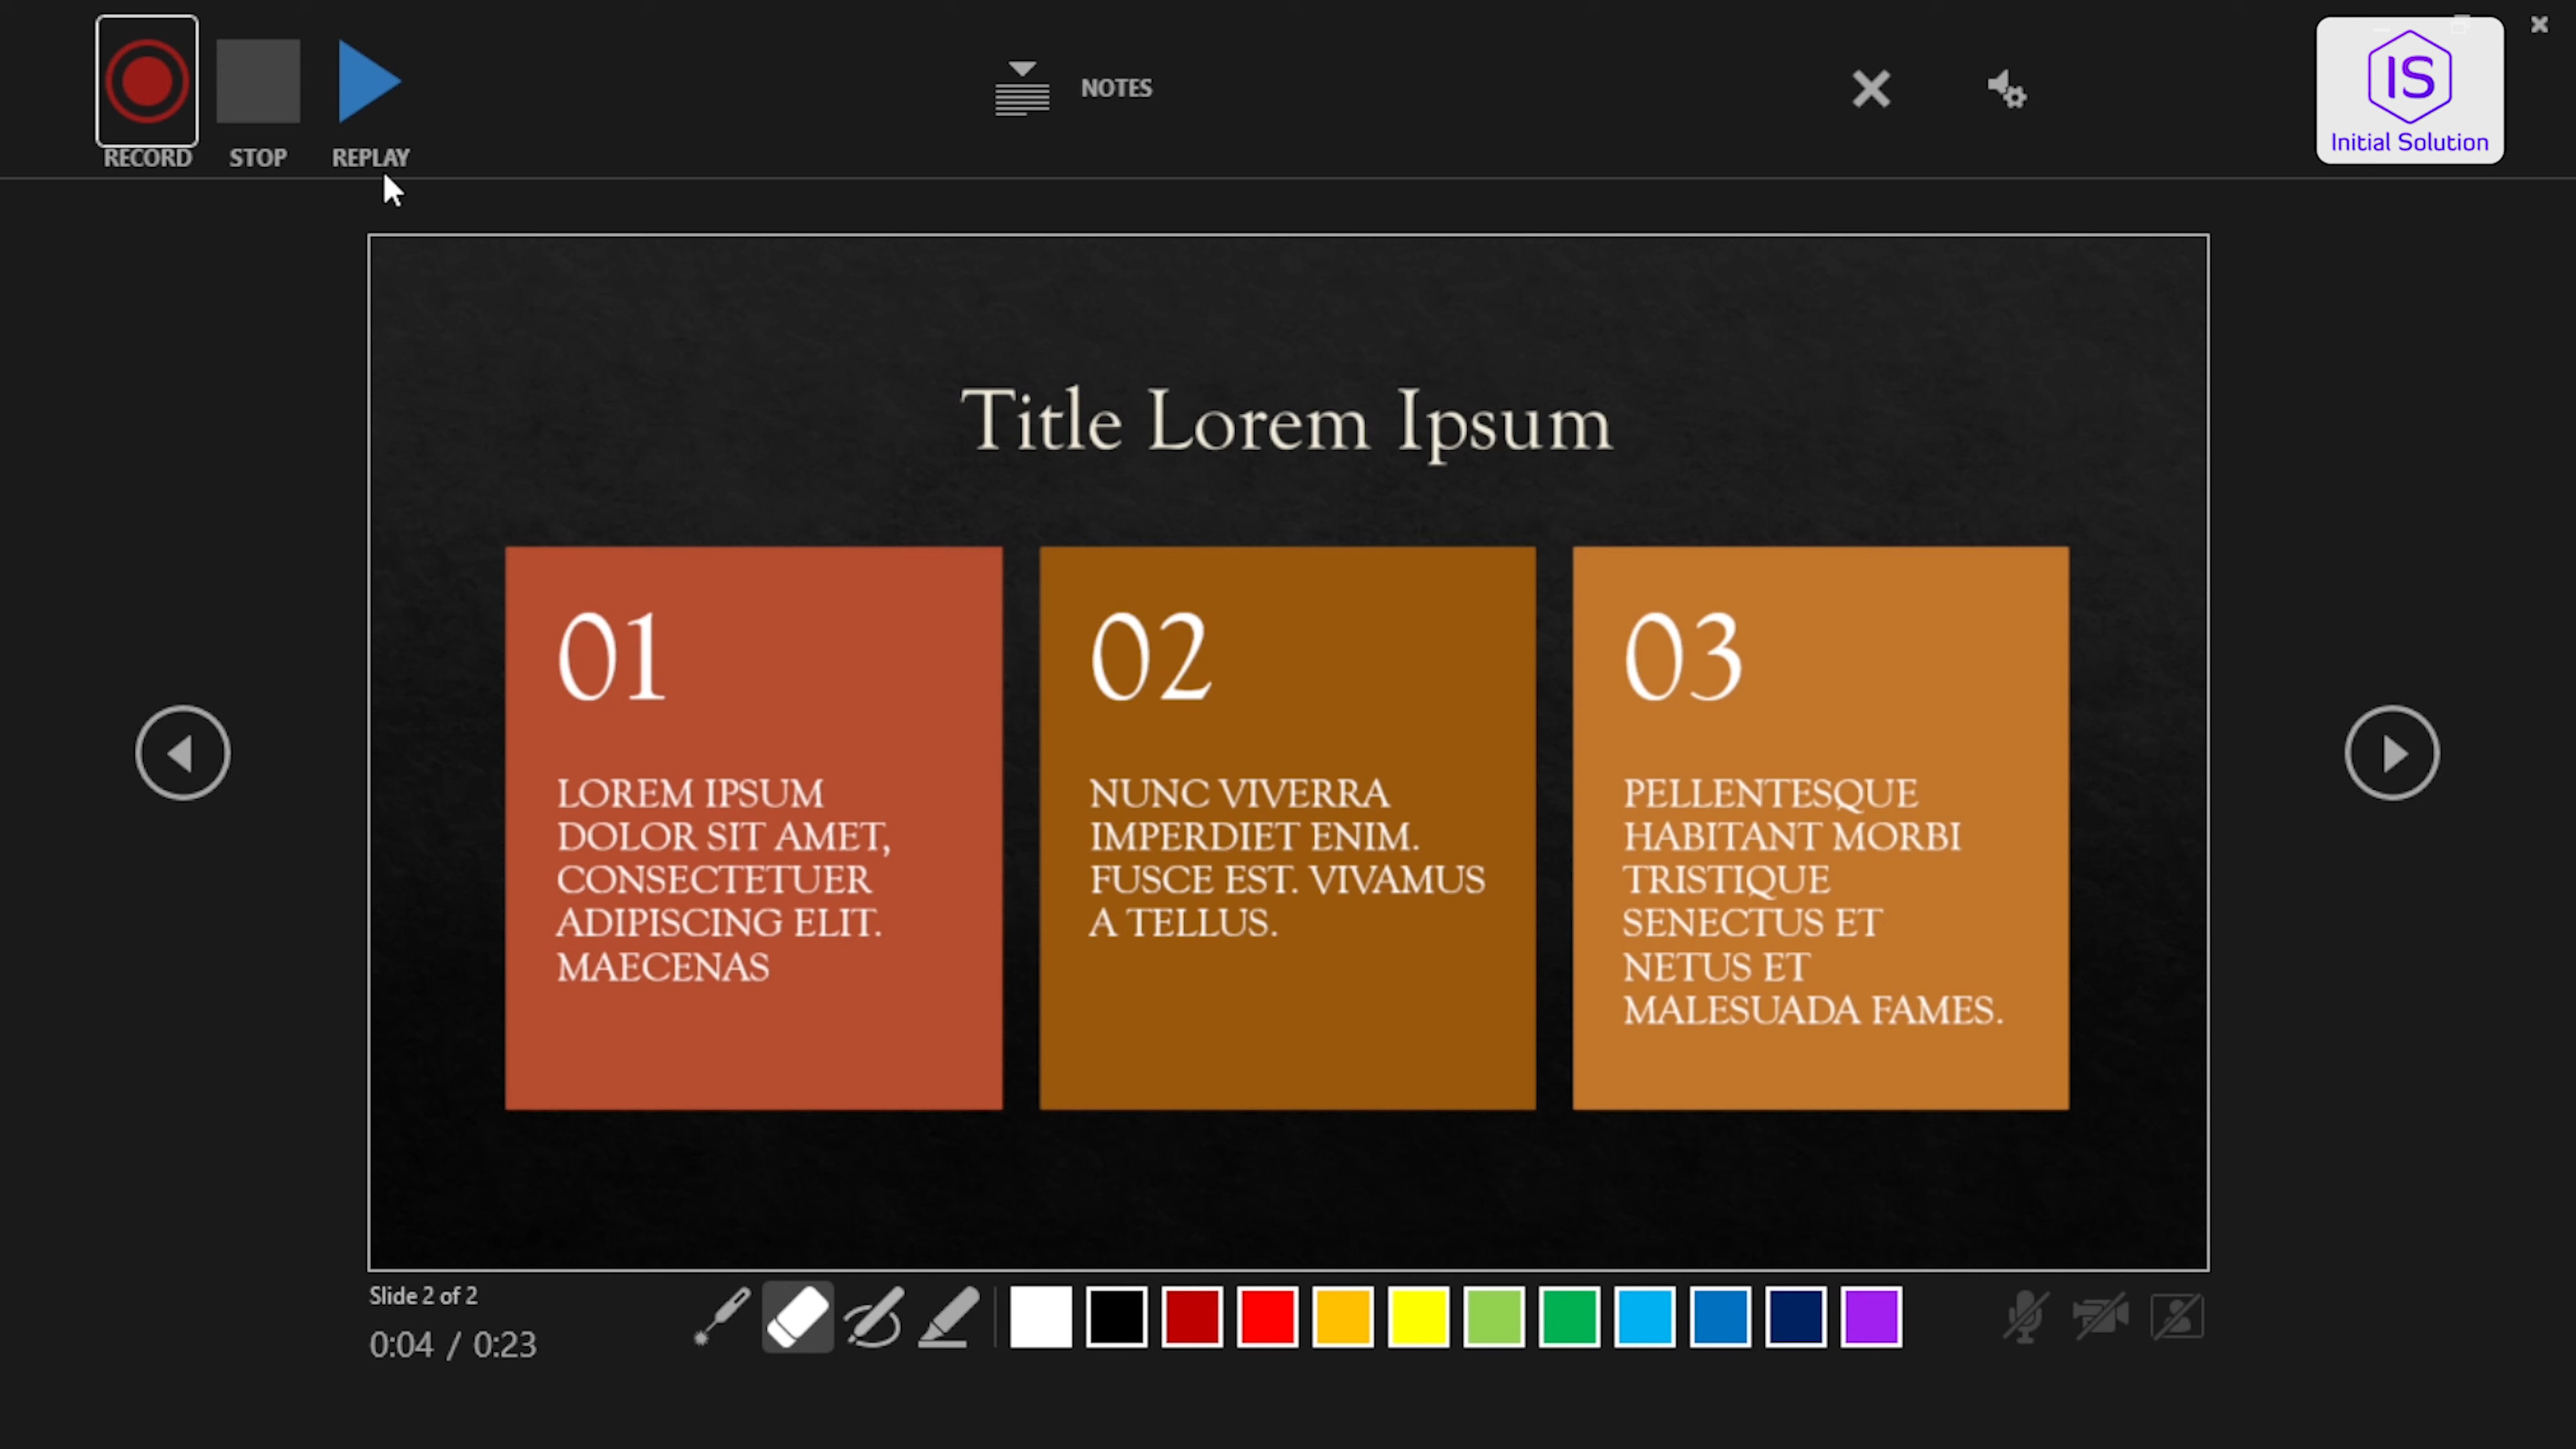 RECORD STOP REPLAY
NOTES
IS
Initial Solution
Title Lorem Ipsum
01
LOREM IPSUM
DOLOR SIT AMET,
CONSECTETUER
ADIPISCING ELIT.
MAECENAS
02
NUNC VIVERRA
IMPERDIET ENIM.
FUSCE EST. VIVAMUS
A TELLUS.
03
PELLENTESQUE
HABITANT MORBI
TRISTIQUE
SENECTUS ET
NETUS ET
MALESUADA FAMES.
Slide 2 of 2
0:04 / 0:23